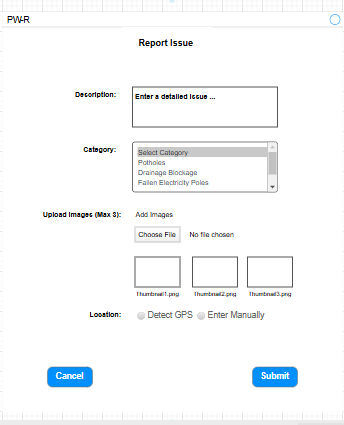 PW-R
Report Issue
Description:
Enter a detailed Issue ...
Category:
Select Category
Potholes
Drainage Blockage
Fallen Electricity Poles
Upload Images (Max 3):
Add Images
Choose File No file chosen
Thumbnail1.png Thumbnail2.png Thumbnail3.png
Location: Detect GPS Enter Manually
Cancel Submit